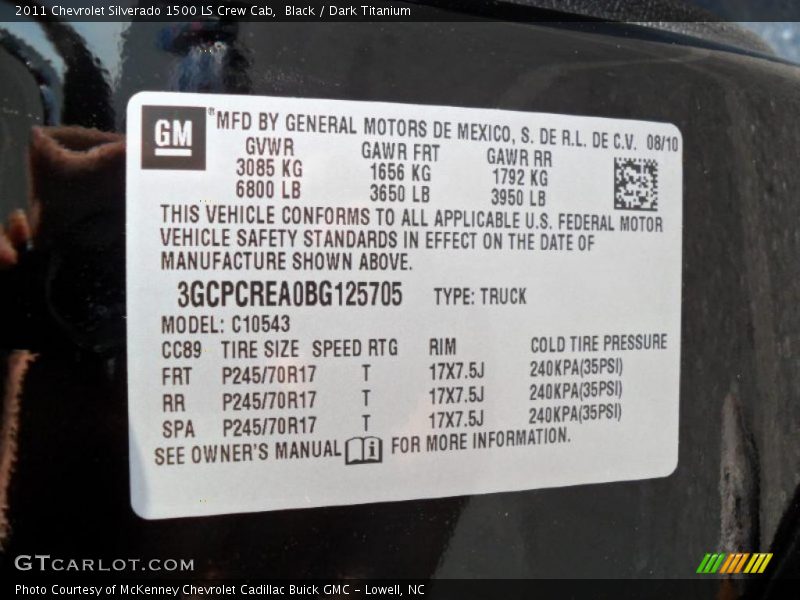 2011 Chevrolet Silverado 1500 LS Crew Cab,  Black / Dark Titanium
GM ® MFD BY GENERAL MOTORS DE MEXICO, S. DE R.L. DE C.V. 08/10
GVWR GAWR FRT GAWR RR
3085 KG 1656 KG 1792 KG
6800 LB 3650 LB 3950 LB
THIS VEHICLE CONFORMS TO ALL APPLICABLE U.S. FEDERAL MOTOR
VEHICLE SAFETY STANDARDS IN EFFECT ON THE DATE OF
MANUFACTURE SHOWN ABOVE.
3GCPCREA0BG125705 TYPE: TRUCK
MODEL: C10543
CC89 TIRE SIZE SPEED RTG RIM COLD TIRE PRESSURE
FRT P245/70R17 T 17X7.5J 240KPA(35PSI)
RR P245/70R17 T 17X7.5J 240KPA(35PSI)
SPA P245/70R17 T 17X7.5J 240KPA(35PSI)
SEE OWNER'S MANUAL i FOR MORE INFORMATION.
GTCARLOT.COM
Photo Courtesy of McKenney Chevrolet Cadillac Buick GMC - Lowell, NC